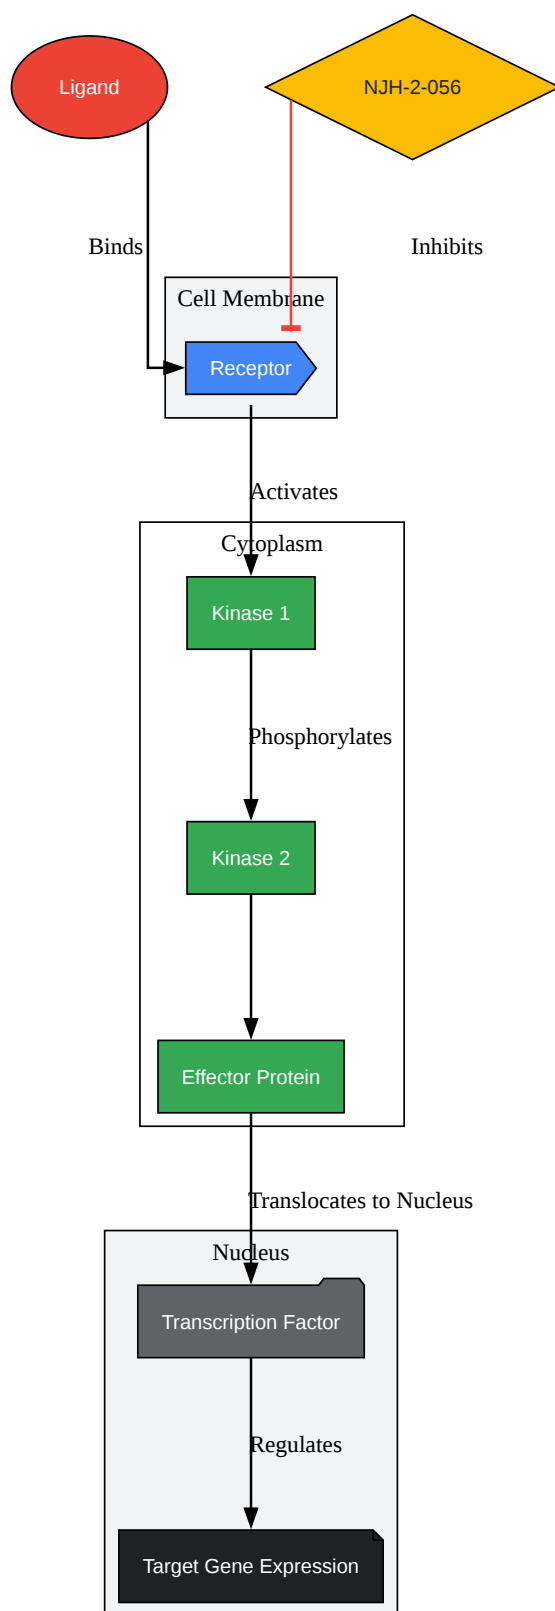 Ligand
NJH-2-056
Binds
Inhibits
Cell Membrane
Receptor
Activates
Cytoplasm
Kinase 1
Phosphorylates
Kinase 2
Effector Protein
Translocates to Nucleus
Nucleus
Transcription Factor
Regulates
Target Gene Expression